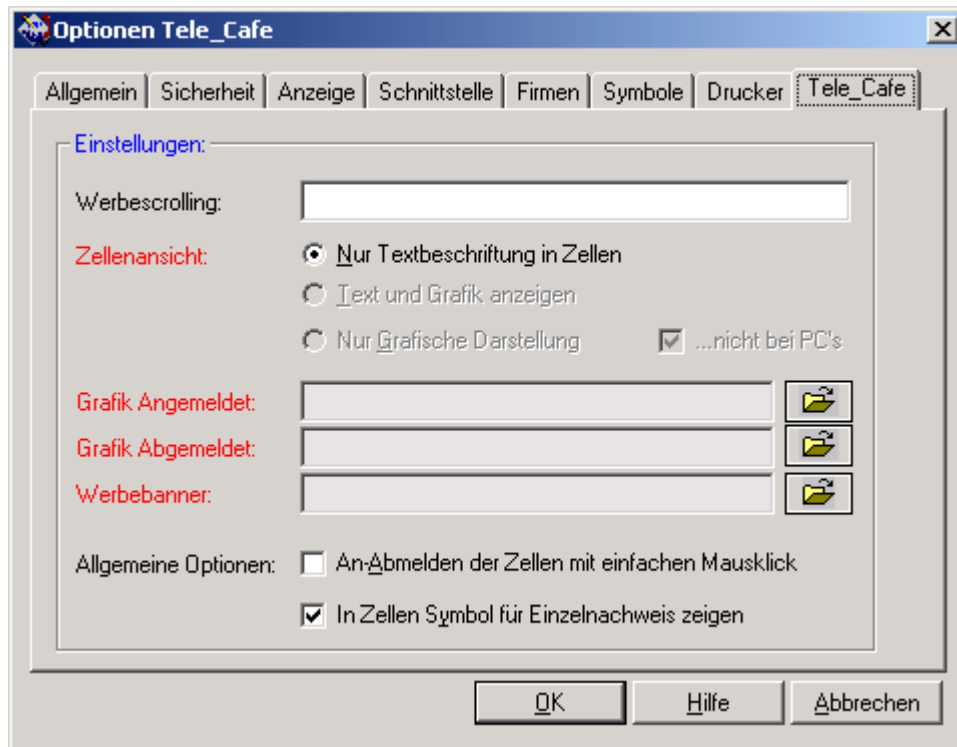 Optionen Tele_Cafe
Allgemein Sicherheit Anzeige Schnittstelle Firmen Symbole Drucker Tele_Cafe
Einstellungen:
Werbescrolling:
Zellenansicht: Nur Textbeschriftung in Zellen
Text und Grafik anzeigen
Nur Grafische Darstellung ...nicht bei PC's
Grafik Angemeldet:
Grafik Abgemeldet:
Werbebanner:
Allgemeine Optionen: An-Abmelden der Zellen mit einfachen Mausklick
In Zellen Symbol für Einzelnachweis zeigen
OK Hilfe Abbrechen